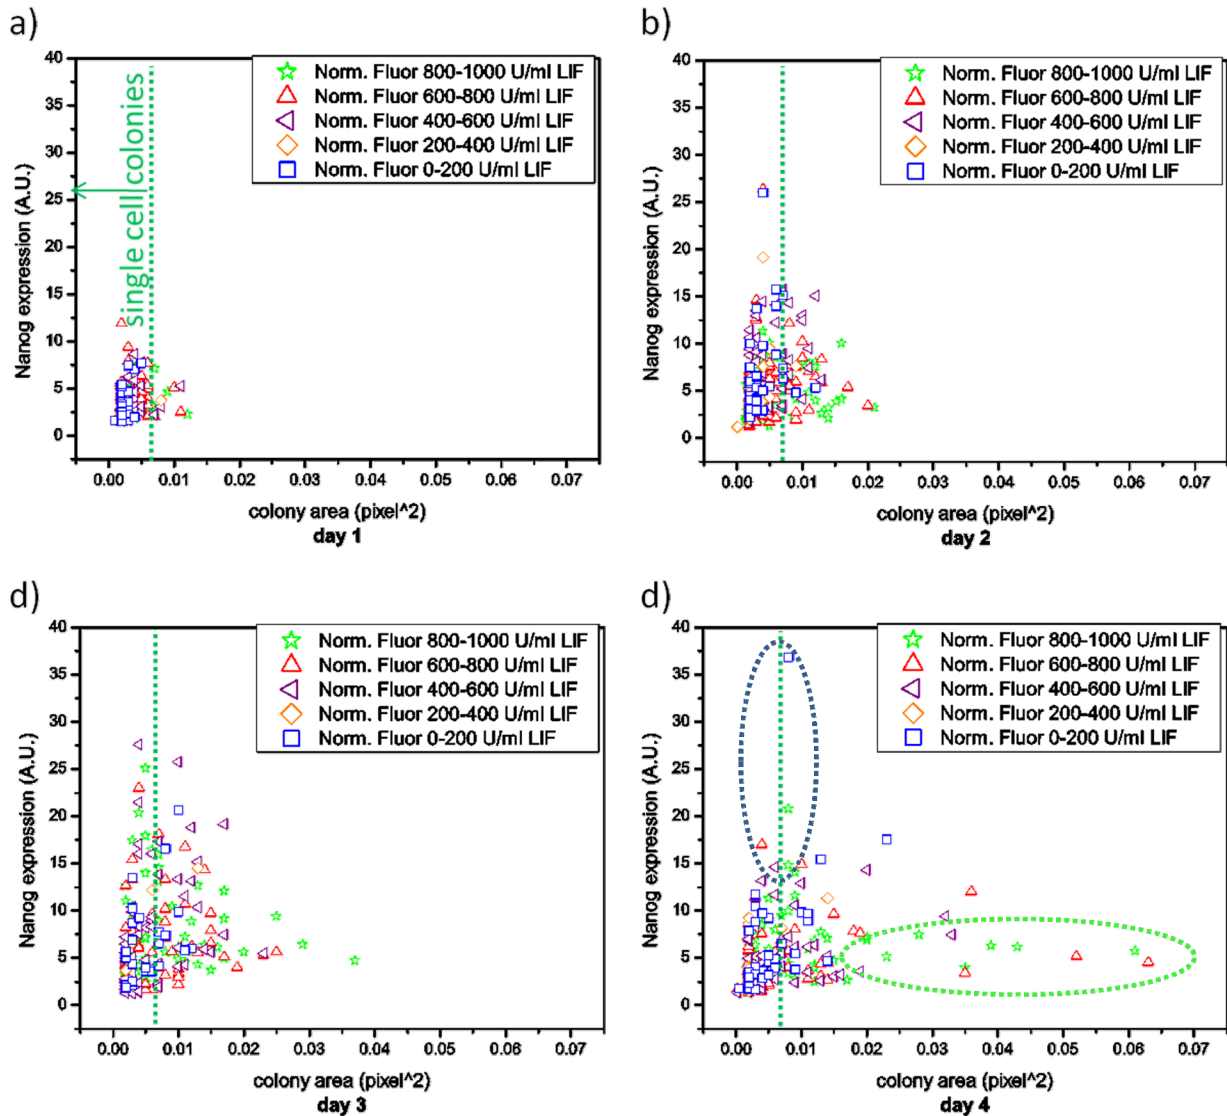 a)
40
35
30
25
20
15
10
5
0
Nanog expression (A.U.)
single cell colonies
Norm. Fluor 800-1000 U/ml LIF
Norm. Fluor 600-800 U/ml LIF
Norm. Fluor 400-600 U/ml LIF
Norm. Fluor 200-400 U/ml LIF
Norm. Fluor 0-200 U/ml LIF
0.00 0.01 0.02 0.03 0.04 0.05 0.06 0.07
colony area (pixel^2)
day 1
b)
40
35
30
25
20
15
10
5
0
Nanog expression (A.U.)
Norm. Fluor 800-1000 U/ml LIF
Norm. Fluor 600-800 U/ml LIF
Norm. Fluor 400-600 U/ml LIF
Norm. Fluor 200-400 U/ml LIF
Norm. Fluor 0-200 U/ml LIF
0.00 0.01 0.02 0.03 0.04 0.05 0.06 0.07
colony area (pixel^2)
day 2
d)
40
35
30
25
20
15
10
5
0
Nanog expression (A.U.)
Norm. Fluor 800-1000 U/ml LIF
Norm. Fluor 600-800 U/ml LIF
Norm. Fluor 400-600 U/ml LIF
Norm. Fluor 200-400 U/ml LIF
Norm. Fluor 0-200 U/ml LIF
0.00 0.01 0.02 0.03 0.04 0.05 0.06 0.07
colony area (pixel^2)
day 3
d)
40
35
30
25
20
15
10
5
0
Nanog expression (A.U.)
Norm. Fluor 800-1000 U/ml LIF
Norm. Fluor 600-800 U/ml LIF
Norm. Fluor 400-600 U/ml LIF
Norm. Fluor 200-400 U/ml LIF
Norm. Fluor 0-200 U/ml LIF
0.00 0.01 0.02 0.03 0.04 0.05 0.06 0.07
colony area (pixel^2)
day 4